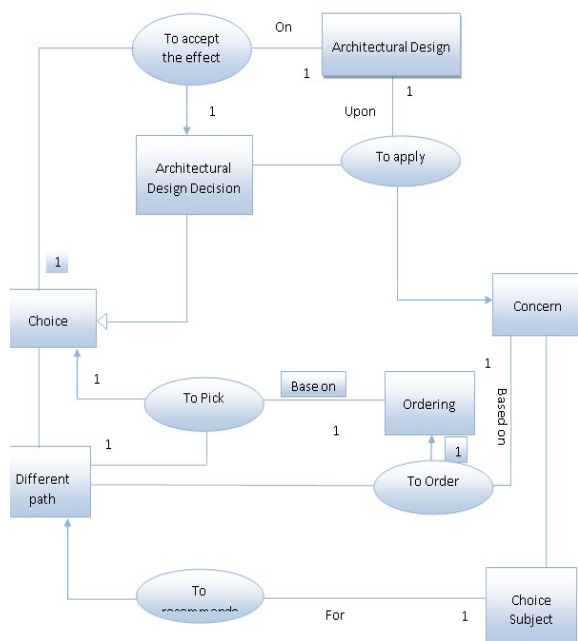 To accept
the effect
On
Architectural Design
1
1
Upon
1
Architectural
Design Decision
To apply
1
Choice
Concern
1
1
To Pick
Base on
Ordering
Based on
1
1
1
Different
path
To Order
To
For
1
Choice
Subject